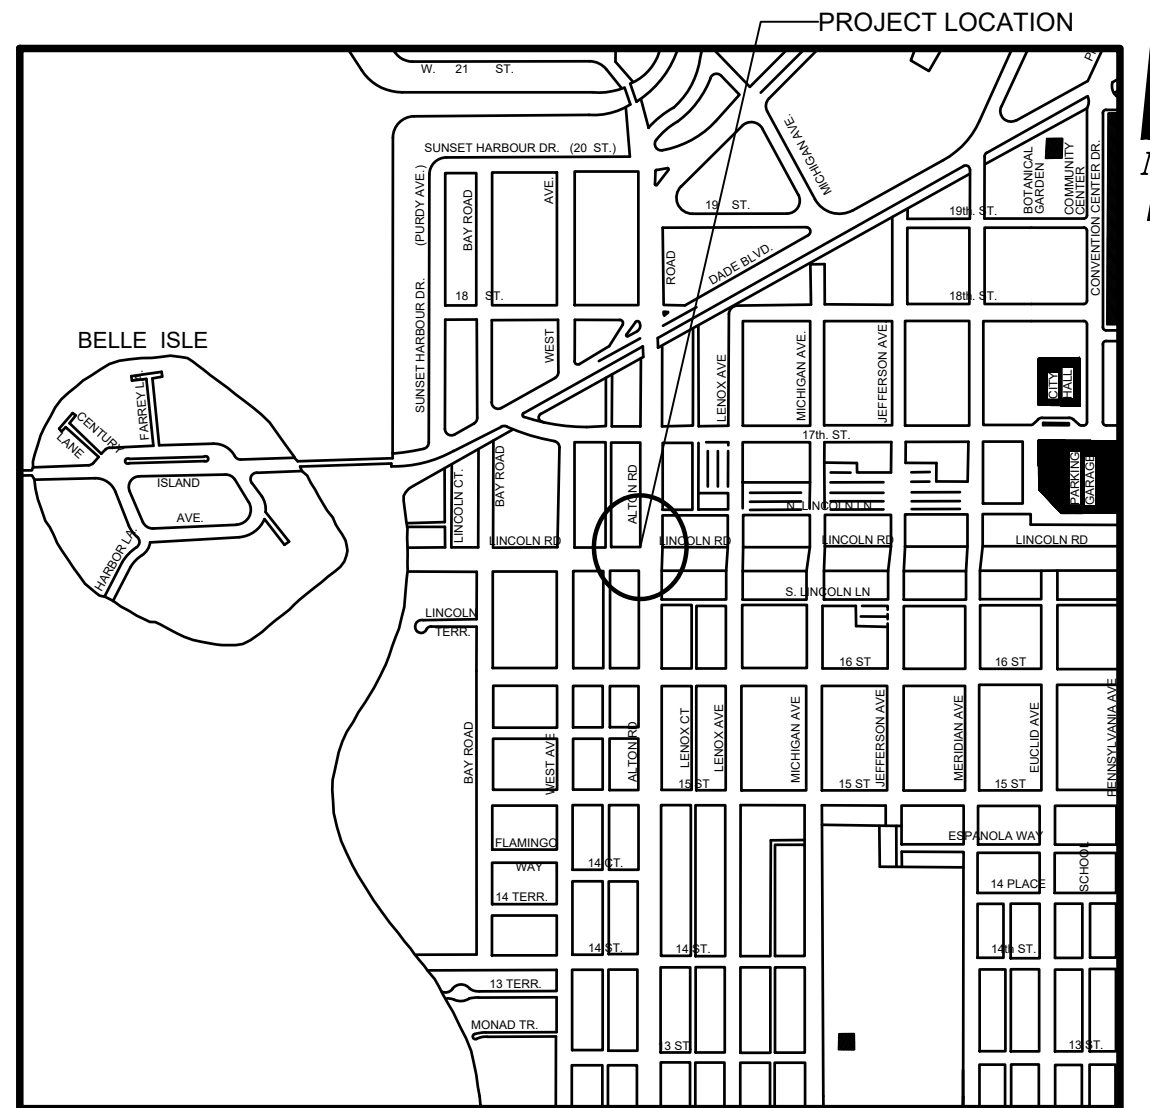 PROJECT LOCATION
W. 21 ST.
SUNSET HARBOUR DR. (20 ST.)
MICHIGAN AVE.
BOTANICAL
GARDEN
COMMUNITY
CENTER
CONVENTION CENTER DR.
SUNSET HARBOUR DR. (PURDY AVE.)
BAY ROAD
WEST AVE.
19 ST.
19th. ST.
ROAD
DADE BLVD.
18 ST.
18th. ST.
BELLE ISLE
FARREY
CENTURY
LANE
ISLAND
AVE.
HARBOR LA.
LENOX AVE
MICHIGAN AVE.
JEFFERSON AVE
CITY
HALL
17th. ST.
LINCOLN CT.
BAY ROAD
ALTON RD
PARKING
GARAGE
N. LINCOLN LN
LINCOLN RD
LINCOLN RD
LINCOLN RD
LINCOLN RD
S. LINCOLN LN
LINCOLN
TERR.
16 ST
16 ST
BAY ROAD
WEST AVE
ALTON RD
LENOX CT
LENOX AVE
MICHIGAN AVE
JEFFERSON AVE
MERIDIAN AVE
EUCLID AVE
PENNSYLVANIA AVE
15 ST
15 ST
15 ST
FLAMINGO
WAY
14 CT.
ESPANOLA WAY
14 TERR.
14 PLACE
SCHOOL
14 ST.
14 ST.
14th ST.
13 TERR.
MONAD TR.
13 ST.
13 ST.